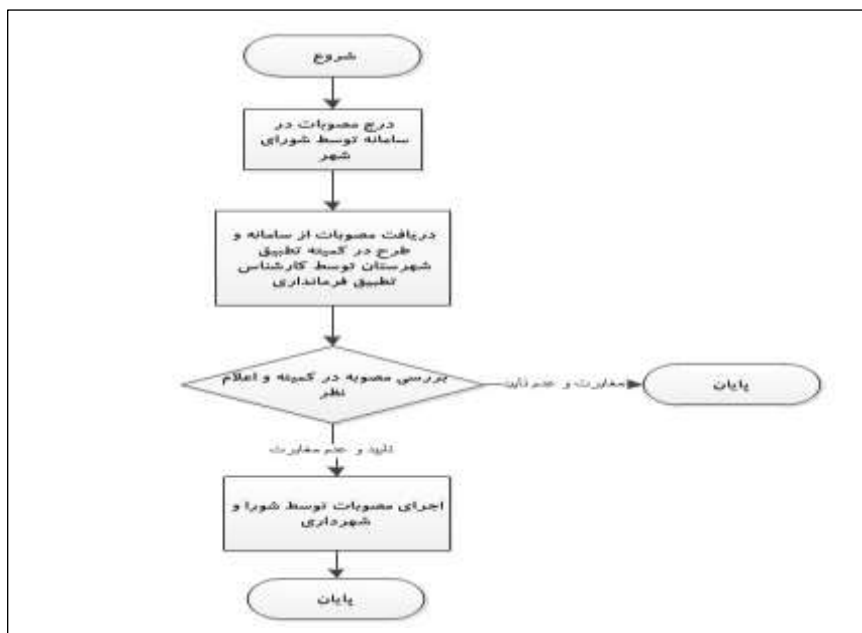 شروع
درج مصوبات در
سامانه توسط شورای
شهر
دریافت مصوبات از سامانه و
طرح در کمیته تطبیق
شهرستان توسط کارشناس
تطبیق فرمانداری
بررسی مصوبه در کمیته و اعلام
نظر
مغایرت و عدم تایید
پایان
تایید و عدم مغایرت
اجرای مصوبات توسط شورا و
شهرداری
پایان